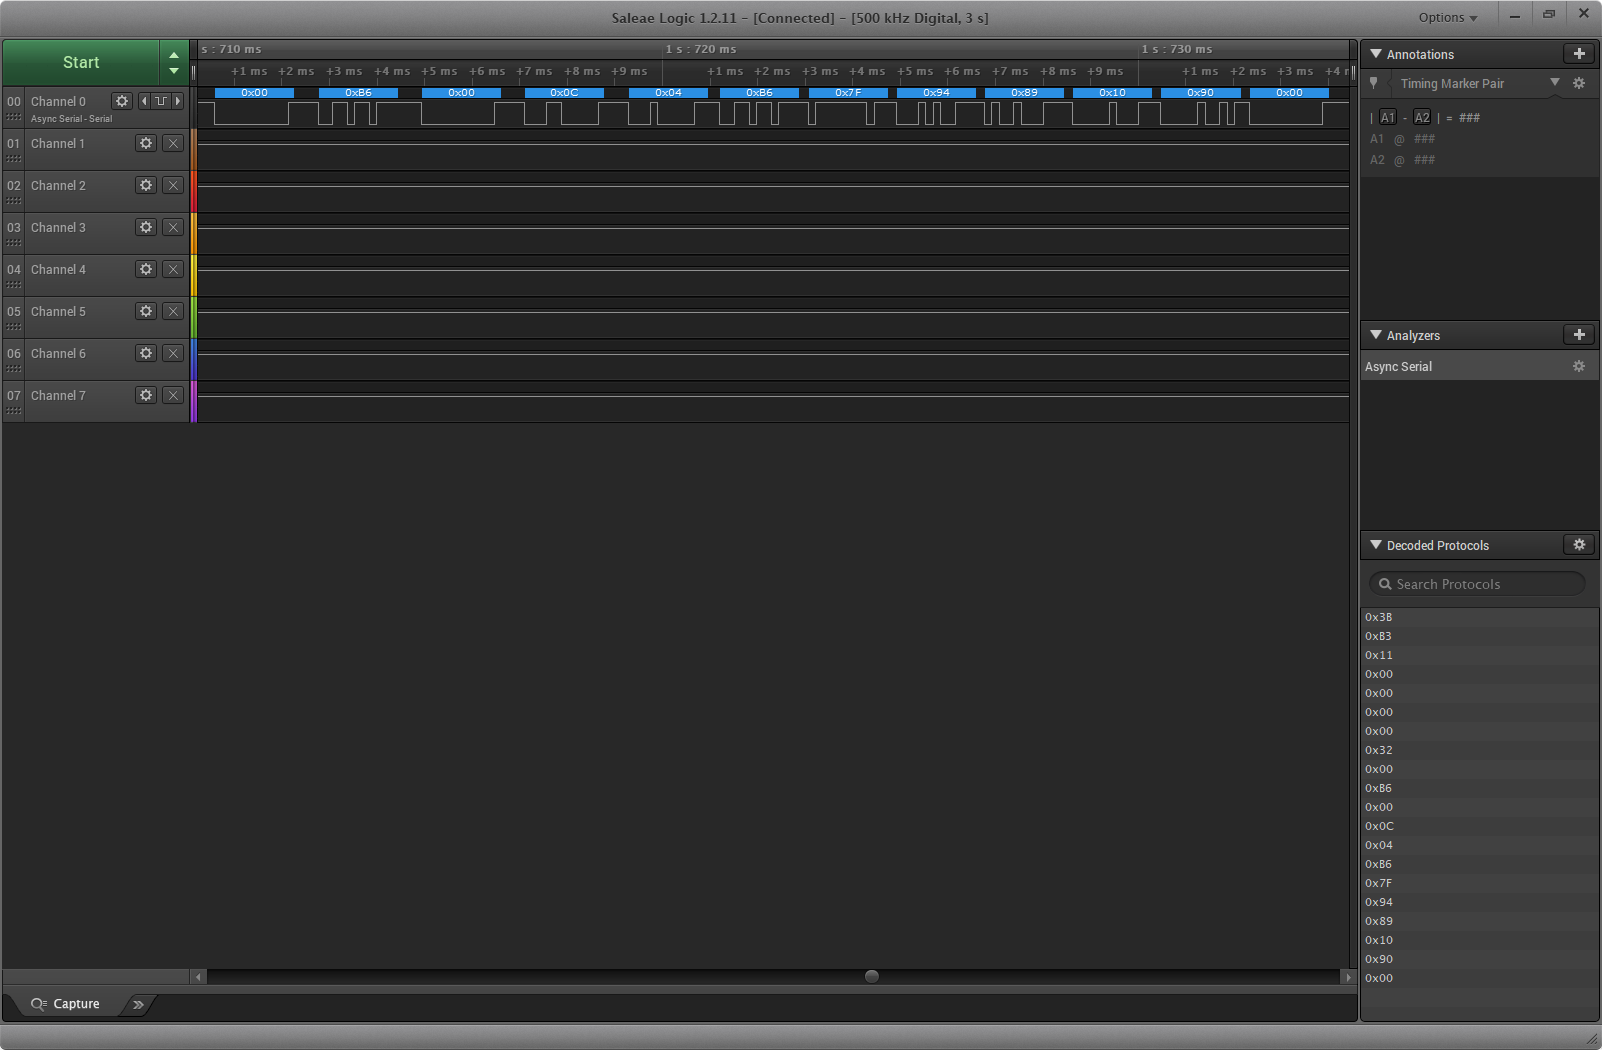 Saleae Logic 1.2.11 - [Connected] - [500 kHz Digital, 3 s]
Options
Start
s : 710 ms 1 s : 720 ms 1 s : 730 ms
+1 ms +2 ms +3 ms +4 ms +5 ms +6 ms +7 ms +8 ms +9 ms +1 ms +2 ms +3 ms +4 ms +5 ms +6 ms +7 ms +8 ms +9 ms +1 ms +2 ms +3 ms +4 m
0x00 0xB6 0x00 0x0C 0x04 0xB6 0x7F 0x94 0x89 0x10 0x90 0x00
00 Channel 0
Async Serial - Serial
01 Channel 1
02 Channel 2
03 Channel 3
04 Channel 4
05 Channel 5
06 Channel 6
07 Channel 7
Capture
Annotations
Timing Marker Pair
| A1 - A2 | = ###
A1 @ ###
A2 @ ###
Analyzers
Async Serial
Decoded Protocols
Search Protocols
0x3B
0xB3
0x11
0x00
0x00
0x00
0x00
0x32
0x00
0xB6
0x00
0x0C
0x04
0xB6
0x7F
0x94
0x89
0x10
0x90
0x00